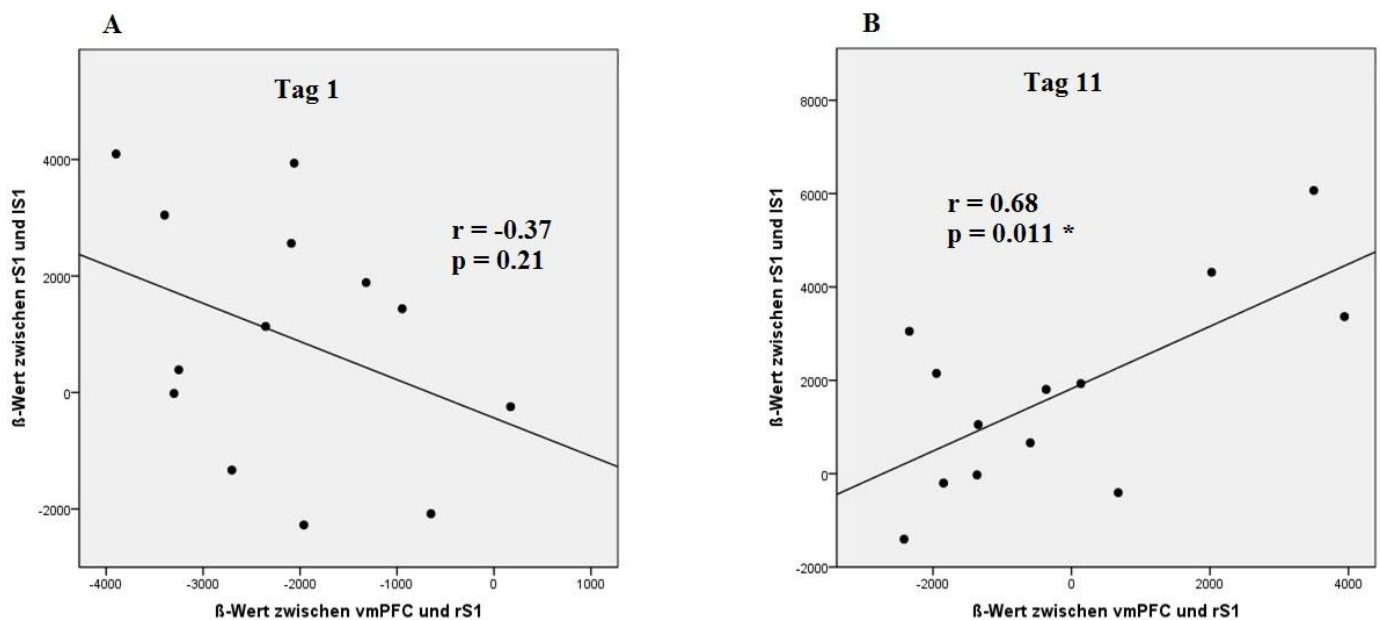 A
Tag 1
r = -0.37
p = 0.21
4000
2000
0
-2000
-4000
-3000
-2000
-1000
0
1000
ß-Wert zwischen rS1 und lS1
ß-Wert zwischen vmPFC und rS1
B
Tag 11
r = 0.68
p = 0.011 *
8000
6000
4000
2000
0
-2000
-2000
0
2000
4000
ß-Wert zwischen rS1 und lS1
ß-Wert zwischen vmPFC und rS1